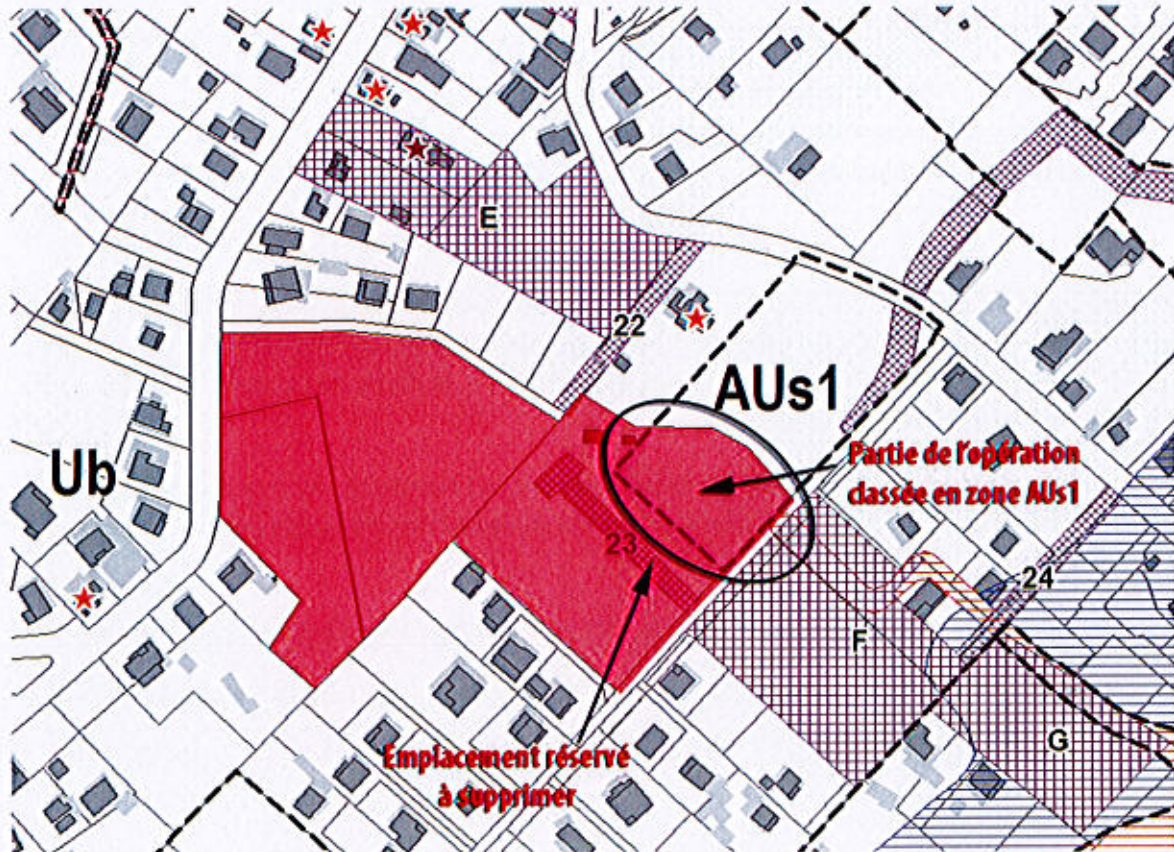 E
22
AUs1
Partie de l'opération
classée en zone AUs1
Ub
23
24
F
G
Emplacement réservé
à supprimer